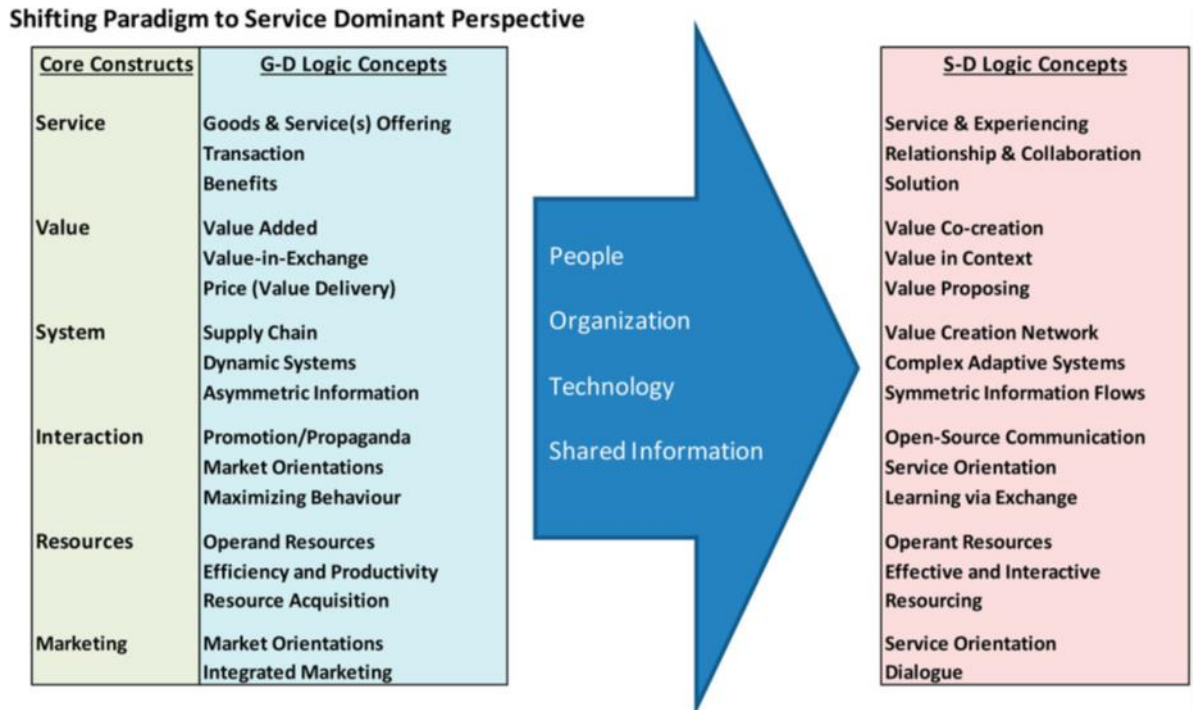 Shifting Paradigm to Service Dominant Perspective
Core Constructs G-D Logic Concepts S-D Logic Concepts
Service Goods & Service(s) Offering Service & Experiencing
Transaction Relationship & Collaboration
Benefits Solution
Value Value Added Value Co-creation
Value-in-Exchange Value in Context
Price (Value Delivery) Value Proposing
System Supply Chain Value Creation Network
Dynamic Systems Complex Adaptive Systems
Asymmetric Information Symmetric Information Flows
Interaction Promotion/Propaganda Open-Source Communication
Market Orientations Service Orientation
Maximizing Behaviour Learning via Exchange
Resources Operand Resources Operant Resources
Efficiency and Productivity Effective and Interactive
Resource Acquisition Resourcing
Marketing Market Orientations Service Orientation
Integrated Marketing Dialogue
People
Organization
Technology
Shared Information